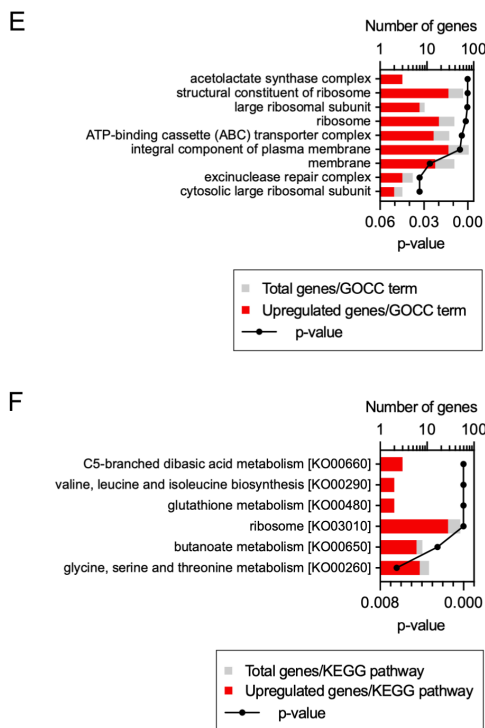 E
Number of genes
1 10 100
acetolactate synthase complex
structural constituent of ribosome
large ribosomal subunit
ribosome
ATP-binding cassette (ABC) transporter complex
integral component of plasma membrane
membrane
excinuclease repair complex
cytosolic large ribosomal subunit
0.06 0.03 0.00
p-value
Total genes/GOCC term
Upregulated genes/GOCC term
p-value
F
Number of genes
1 10 100
C5-branched dibasic acid metabolism [KO00660]
valine, leucine and isoleucine biosynthesis [KO00290]
glutathione metabolism [KO00480]
ribosome [KO03010]
butanoate metabolism [KO00650]
glycine, serine and threonine metabolism [KO00260]
0.008 0.000
p-value
Total genes/KEGG pathway
Upregulated genes/KEGG pathway
p-value